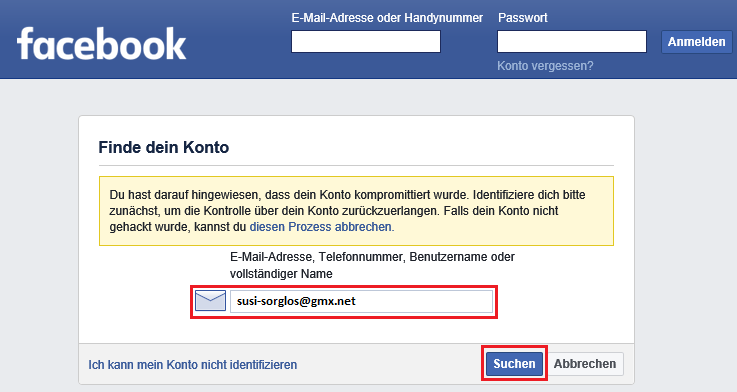 facebook
E-Mail-Adresse oder Handynummer
Passwort
Anmelden
Konto vergessen?
Finde dein Konto
Du hast darauf hingewiesen, dass dein Konto kompromittiert wurde. Identifiziere dich bitte
zunächst, um die Kontrolle über dein Konto zurückzuerlangen. Falls dein Konto nicht
gehackt wurde, kannst du diesen Prozess abbrechen.
E-Mail-Adresse, Telefonnummer, Benutzername oder
vollständiger Name
susi-sorglos@gmx.net
Ich kann mein Konto nicht identifizieren
Suchen
Abbrechen